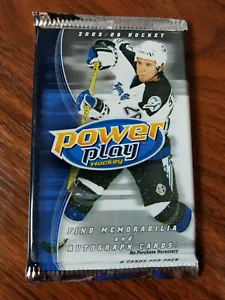 2005/06 HOCKEY
power
play
Hockey
FIND MEMORABILIA
and
AUTOGRAPH CARDS.
No Purchase Necessary
CARDS PER PACK